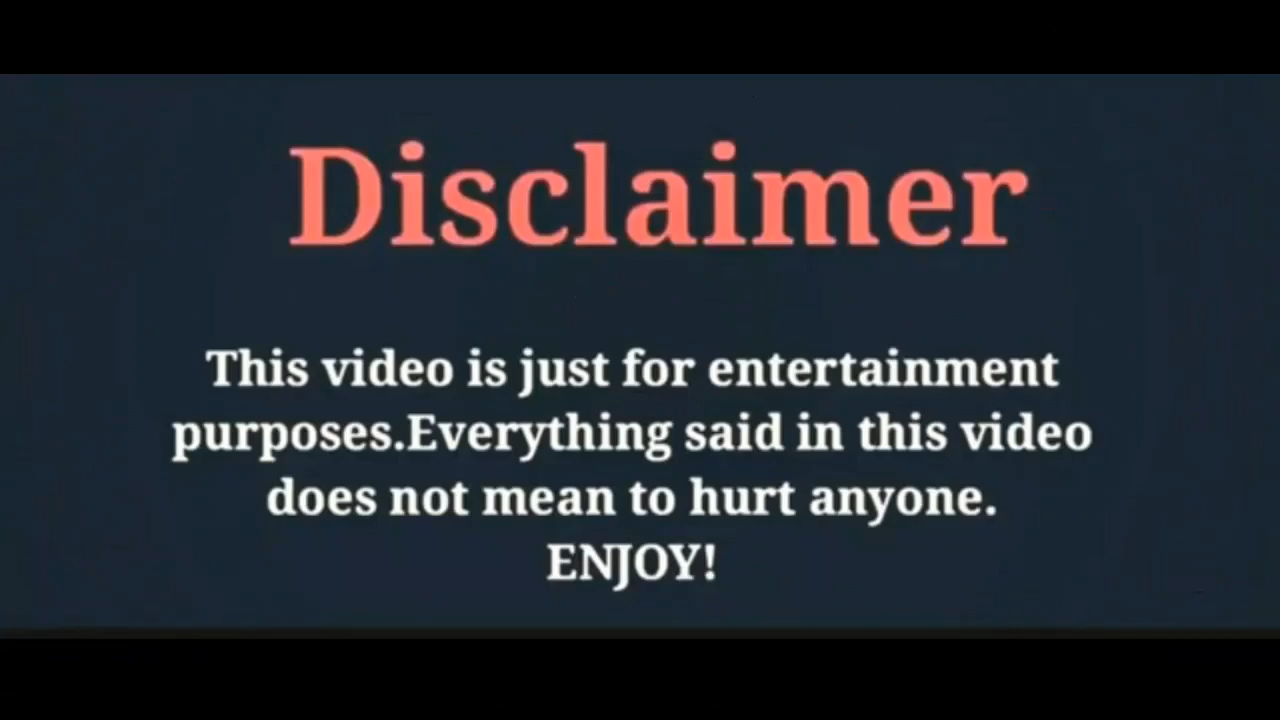 Disclaimer
This video is just for entertainment
purposes.Everything said in this video
does not mean to hurt anyone.
ENJOY!